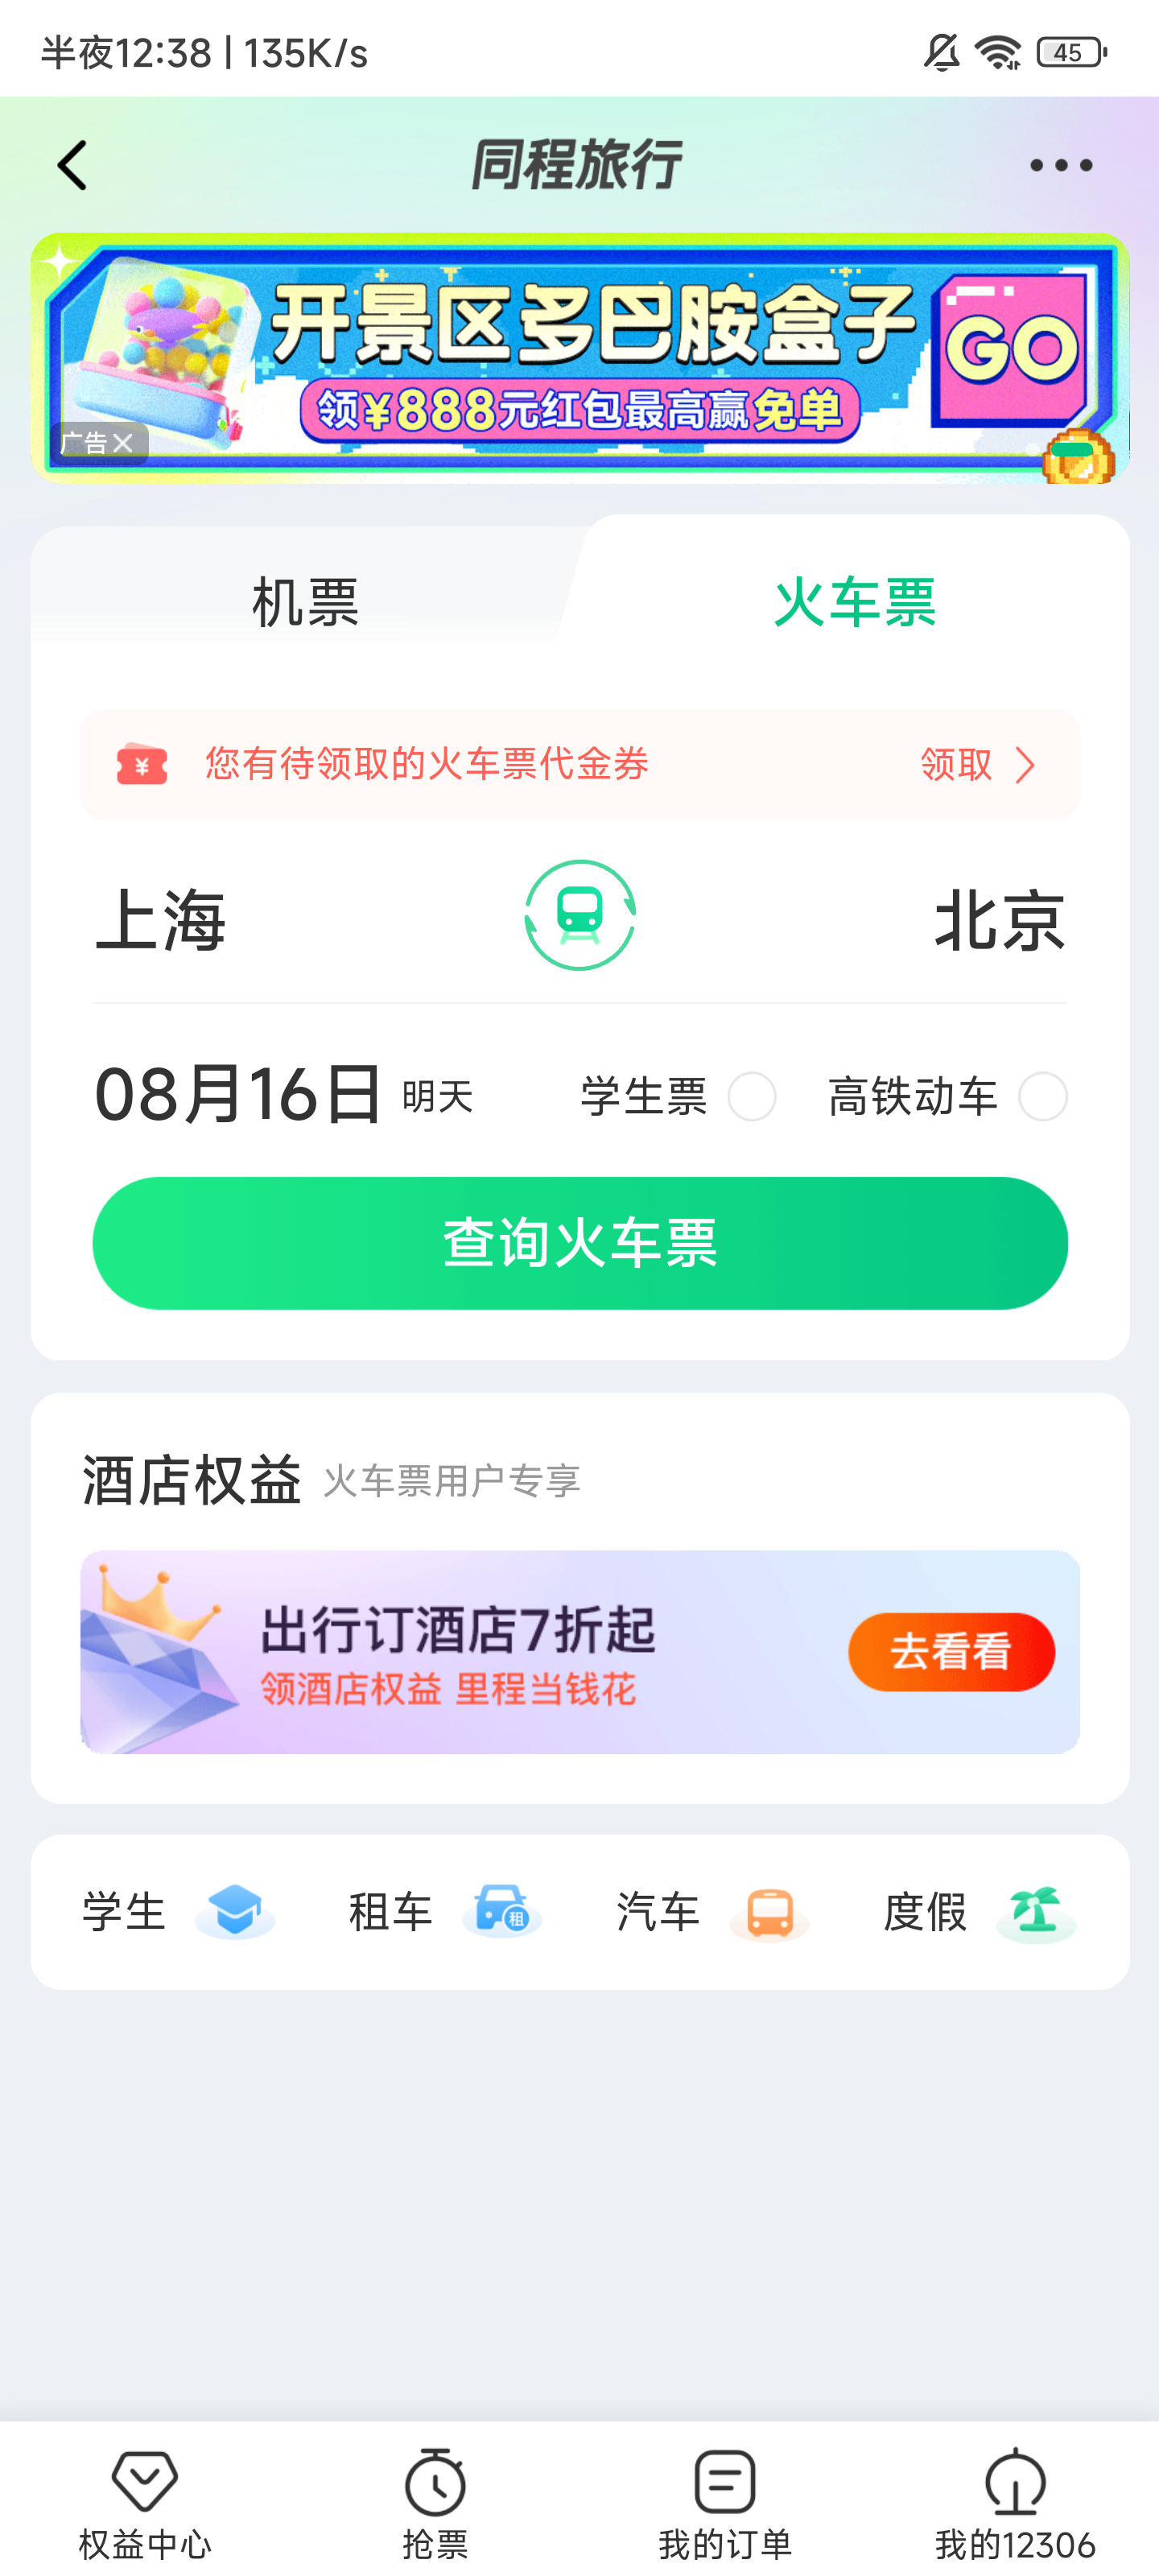 半夜12:38 | 135K/s
45
同程旅行
开景区多巴胺盒子
GO
领¥888元红包最高赢免单
广告
机票
火车票
¥ 您有待领取的火车票代金券 领取
上海
北京
08月16日 明天 学生票 高铁动车
查询火车票
酒店权益 火车票用户专享
出行订酒店7折起
领酒店权益 里程当钱花
去看看
学生 租车 租 汽车 度假
权益中心 抢票 我的订单 我的12306